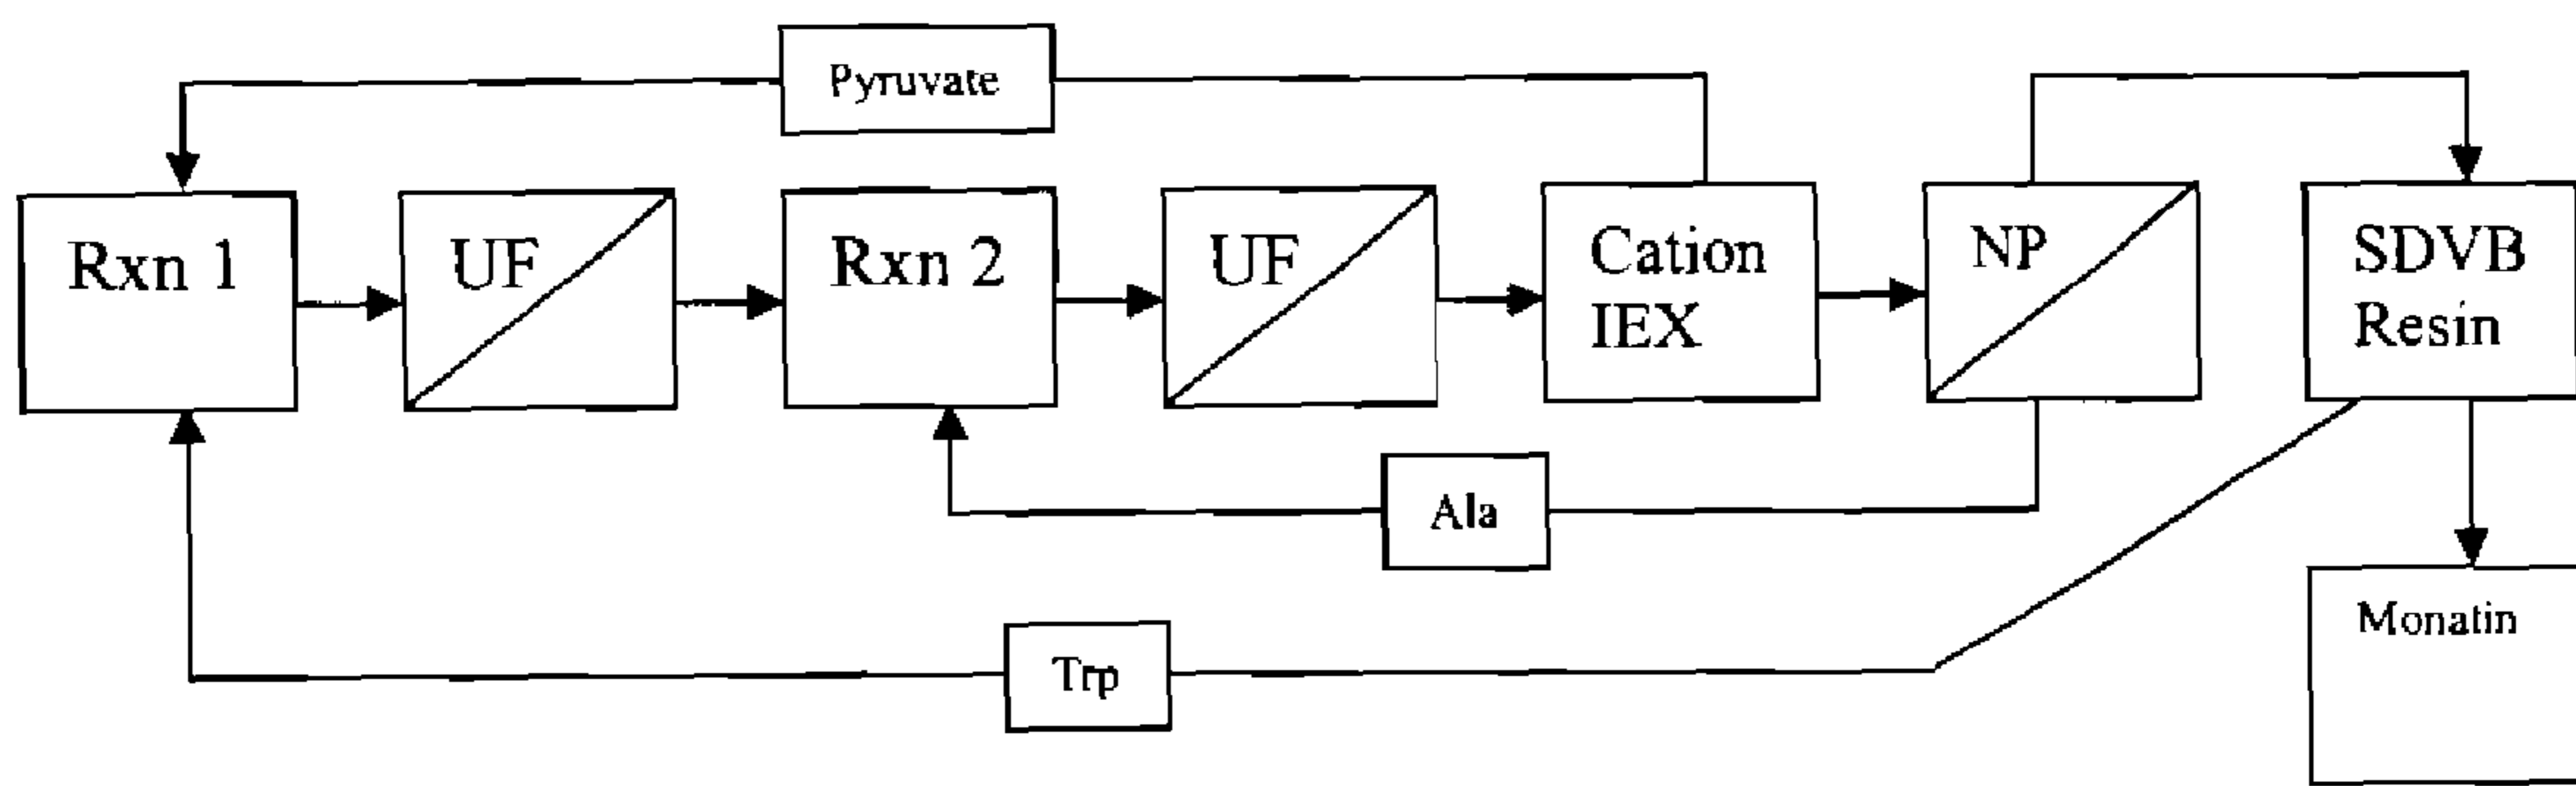 Pyruvate
Rxn 1
UF
Rxn 2
UF
Cation
IEX
NP
SDVB
Resin
Ala
Monatin
Trp